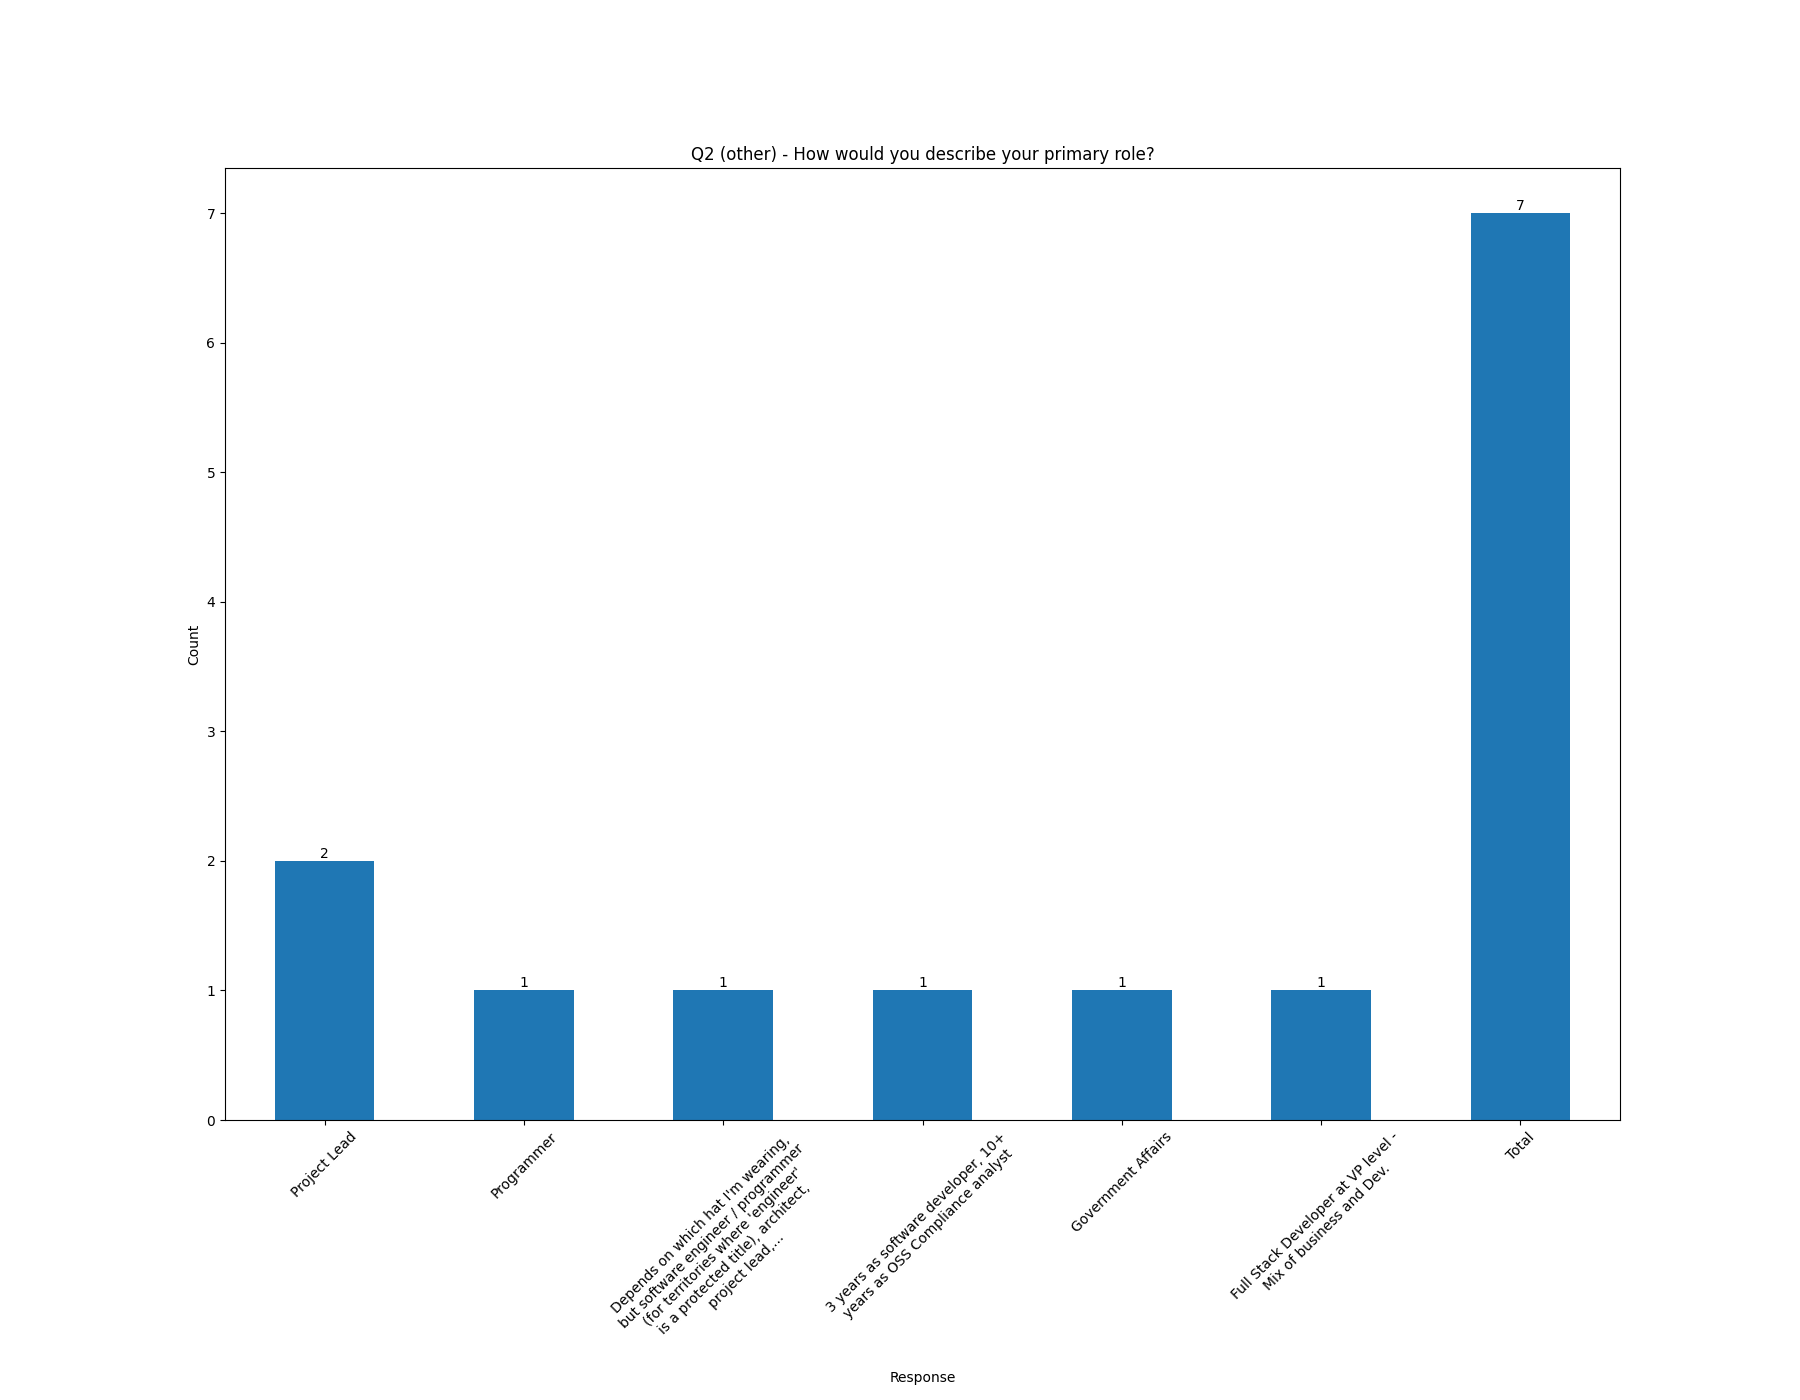 Q2 (other) - How would you describe your primary role?
7
7
6
5
4
Count
3
2
2
1
1
1
1
1
1
0
Project Lead
Programmer
Depends on which hat I'm wearing,
but software engineer / programmer
(for territories where 'engineer'
is a protected title), architect,
project lead,...
3 years as software developer, 10+
years as OSS Compliance analyst
Government Affairs
Full Stack Developer at VP level -
Mix of business and Dev.
Total
Response